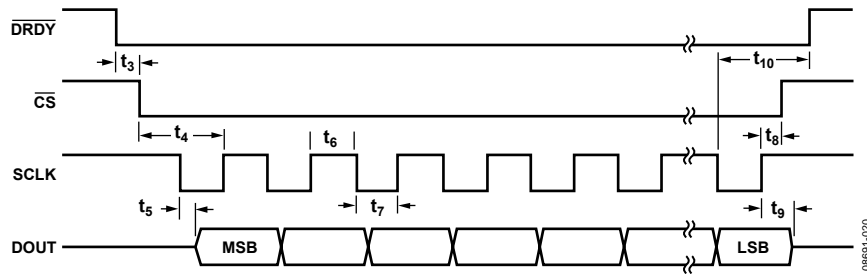 DRDY
t3
t10
CS
t4
t6
t8
SCLK
t5
t7
t9
DOUT
MSB
LSB
08691-020